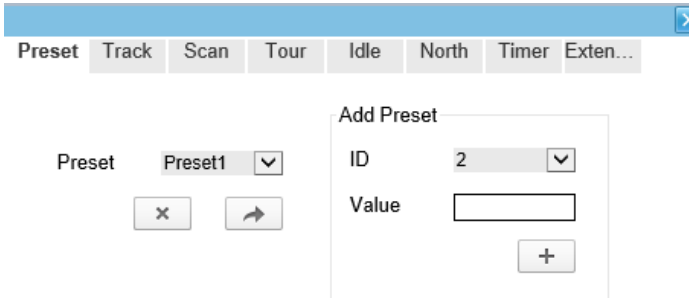 Preset Track Scan Tour Idle North Timer Exten...
Add Preset
Preset Preset1 ID 2
Value